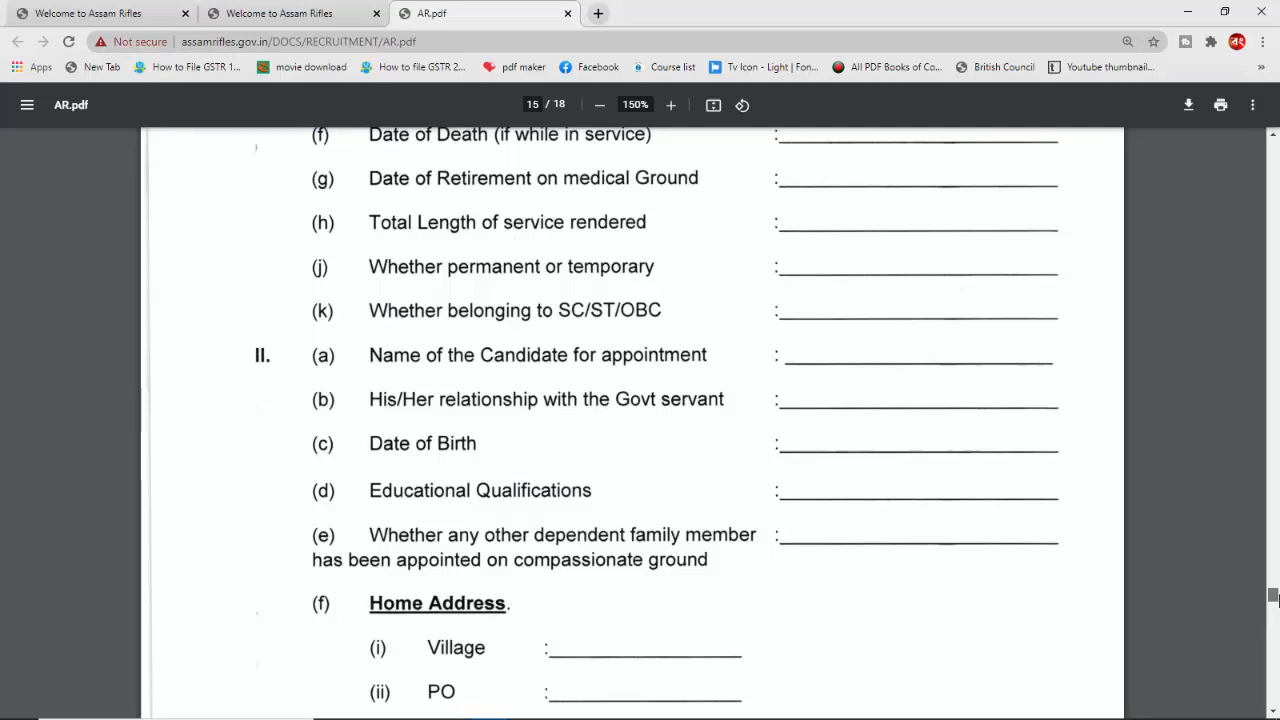 Welcome to Assam Rifles
Welcome to Assam Rifles
AR.pdf
Not secure | assamrifles.gov.in/DOCS/RECRUITMENT/AR.pdf
Apps
New Tab
How to File GSTR 1...
movie download
How to file GSTR 2...
pdf maker
Facebook
Course list
Tv Icon - Light | Fon...
All PDF Books of Co...
British Council
Youtube thumbnail...
AR.pdf
15 / 18
150%
(f) Date of Death (if while in service) :
(g) Date of Retirement on medical Ground :
(h) Total Length of service rendered :
(j) Whether permanent or temporary :
(k) Whether belonging to SC/ST/OBC :
II. (a) Name of the Candidate for appointment :
(b) His/Her relationship with the Govt servant :
(c) Date of Birth :
(d) Educational Qualifications :
(e) Whether any other dependent family member :
has been appointed on compassionate ground
(f) Home Address.
(i) Village :
(ii) PO :